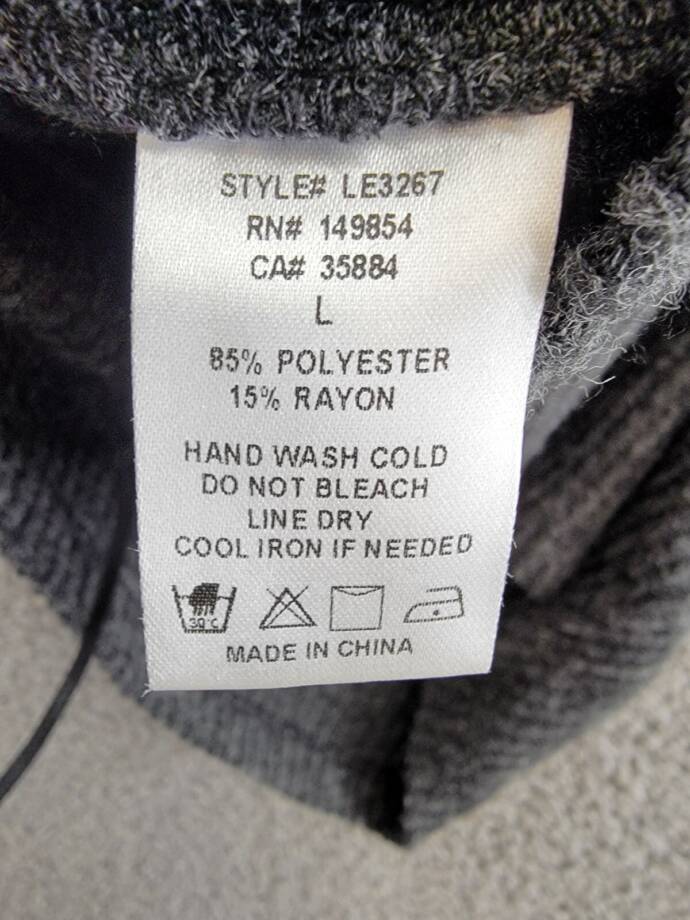 STYLE# LE3267
RN# 149854
CA# 35884
L
85% POLYESTER
15% RAYON
HAND WASH COLD
DO NOT BLEACH
LINE DRY
COOL IRON IF NEEDED
30°C
MADE IN CHINA